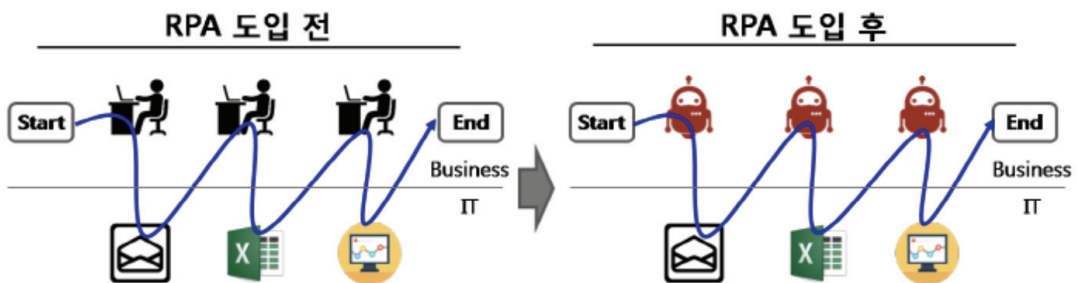 RPA 도입 전
Start
End
Business
IT
X
RPA 도입 후
Start
End
Business
IT
X